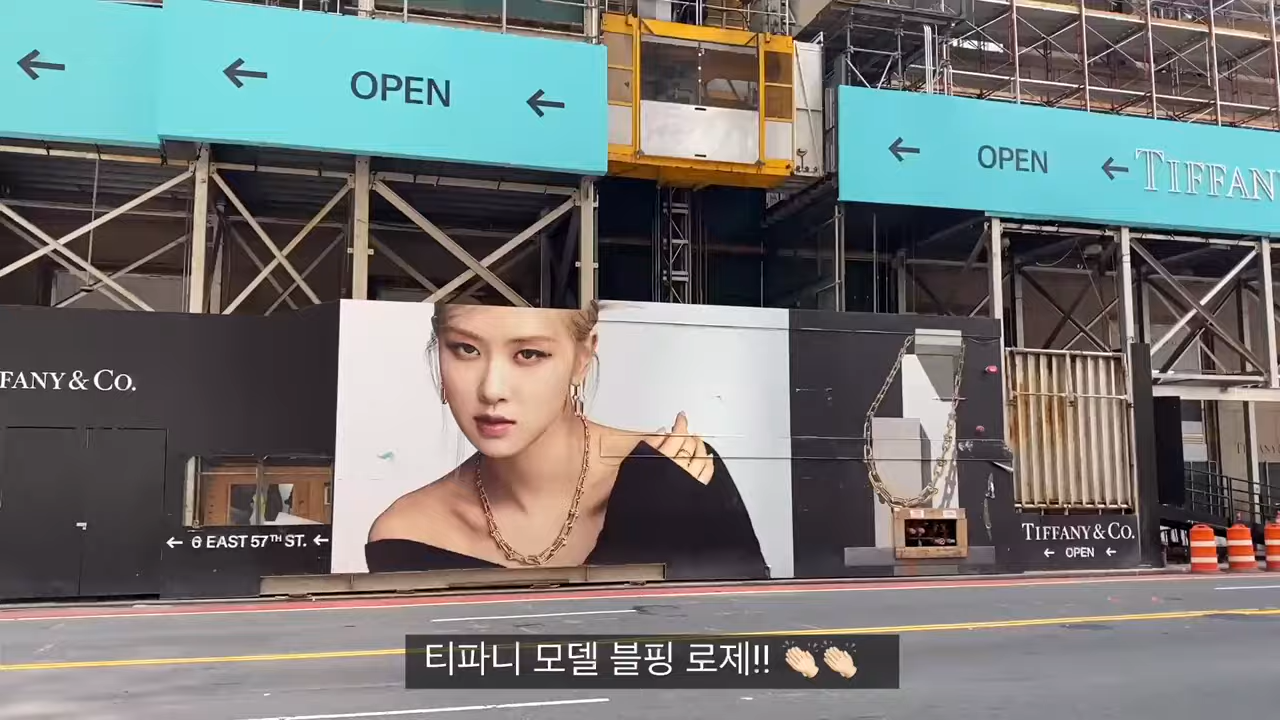 ← ← OPEN ←
← OPEN ← TIFFAN
FANY & CO.
← 6 EAST 57TH ST. ←
TIFFANY & CO.
← OPEN ←
티파니 모델 블핑 로제!! 👏🏻👏🏻